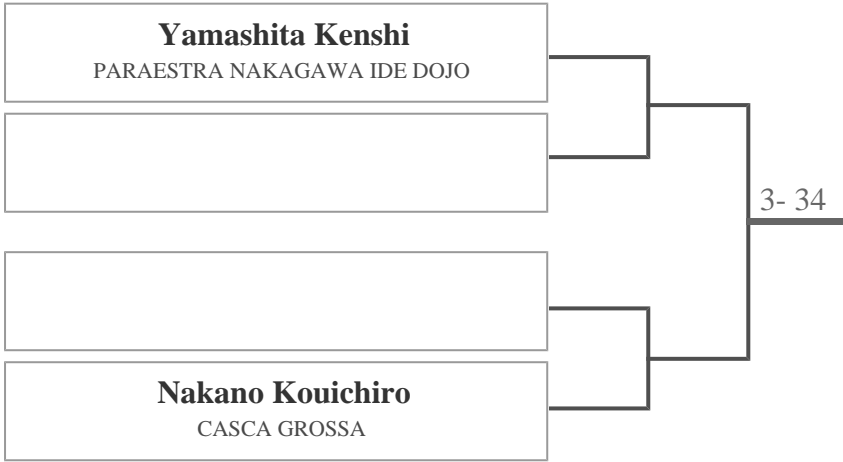 Yamashita Kenshi
PARAESTRA NAKAGAWA IDE DOJO
3- 34
Nakano Kouichiro
CASCA GROSSA